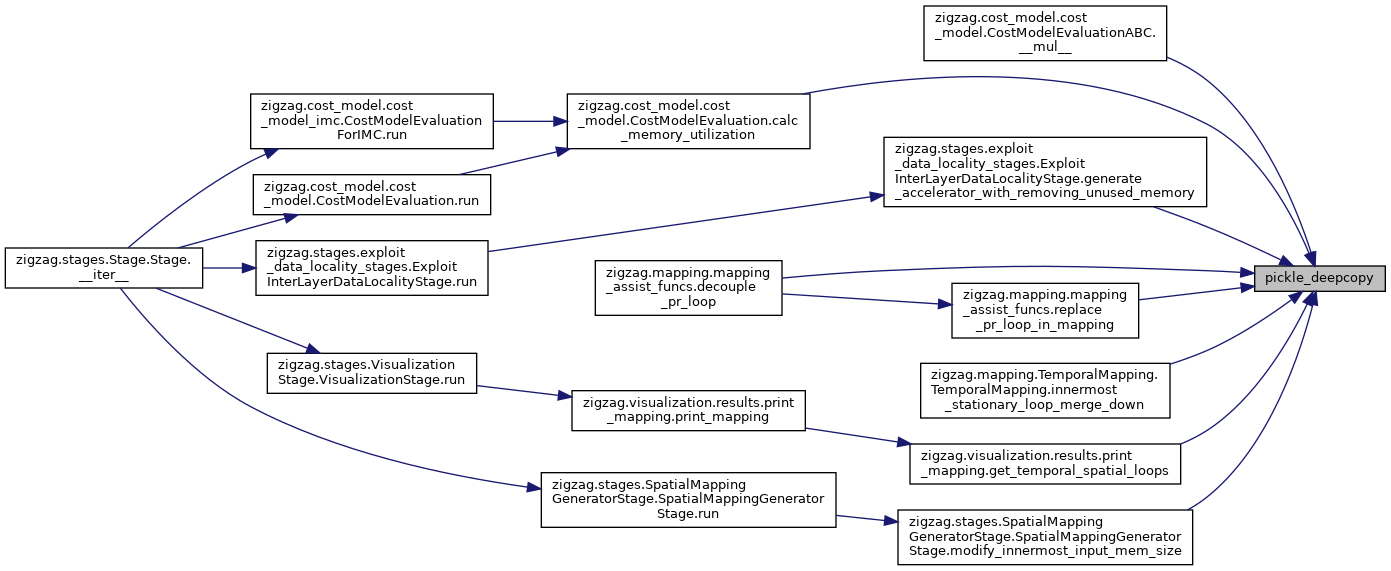 zigzag.cost_model.cost
_model.CostModelEvaluationABC.
__mul__
zigzag.cost_model.cost
_model_imc.CostModelEvaluation
ForIMC.run
zigzag.cost_model.cost
_model.CostModelEvaluation.calc
_memory_utilization
zigzag.stages.exploit
_data_locality_stages.Exploit
InterLayerDataLocalityStage.generate
_accelerator_with_removing_unused_memory
zigzag.cost_model.cost
_model.CostModelEvaluation.run
zigzag.stages.Stage.Stage.
__iter__
zigzag.stages.exploit
_data_locality_stages.Exploit
InterLayerDataLocalityStage.run
zigzag.mapping.mapping
_assist_funcs.decouple
_pr_loop
pickle_deepcopy
zigzag.mapping.mapping
_assist_funcs.replace
_pr_loop_in_mapping
zigzag.stages.Visualization
Stage.VisualizationStage.run
zigzag.mapping.TemporalMapping.
TemporalMapping.innermost
_stationary_loop_merge_down
zigzag.visualization.results.print
_mapping.print_mapping
zigzag.visualization.results.print
_mapping.get_temporal_spatial_loops
zigzag.stages.SpatialMapping
GeneratorStage.SpatialMappingGenerator
Stage.run
zigzag.stages.SpatialMapping
GeneratorStage.SpatialMappingGenerator
Stage.modify_innermost_input_mem_size